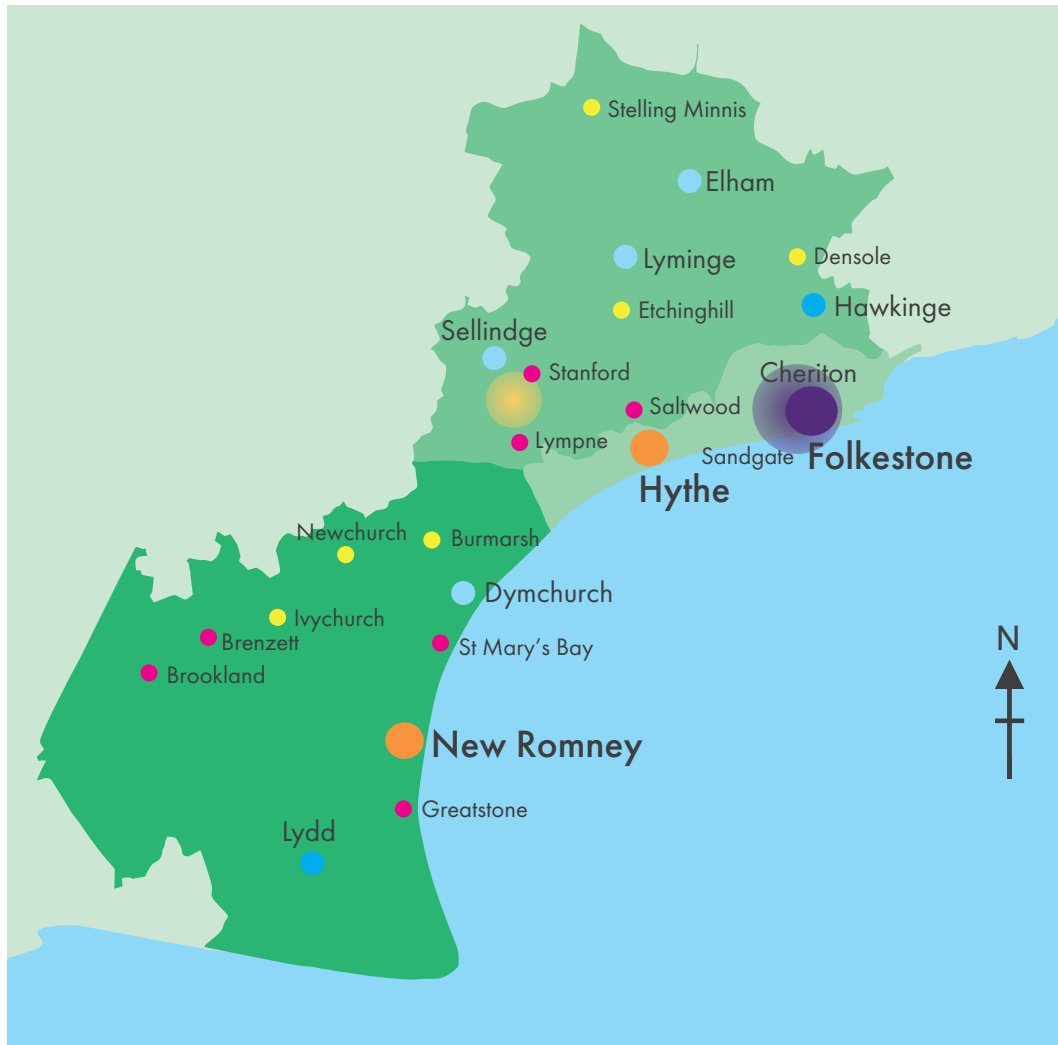 Stelling Minnis
Elham
Lyminge
Densole
Etchinghill
Hawkinge
Sellindge
Stanford
Cheriton
Saltwood
Lympne
Sandgate
Folkestone
Hythe
Newchurch
Burmarsh
Dymchurch
Ivychurch
Brenzett
St Mary’s Bay
N
Brookland
New Romney
Greatstone
Lydd